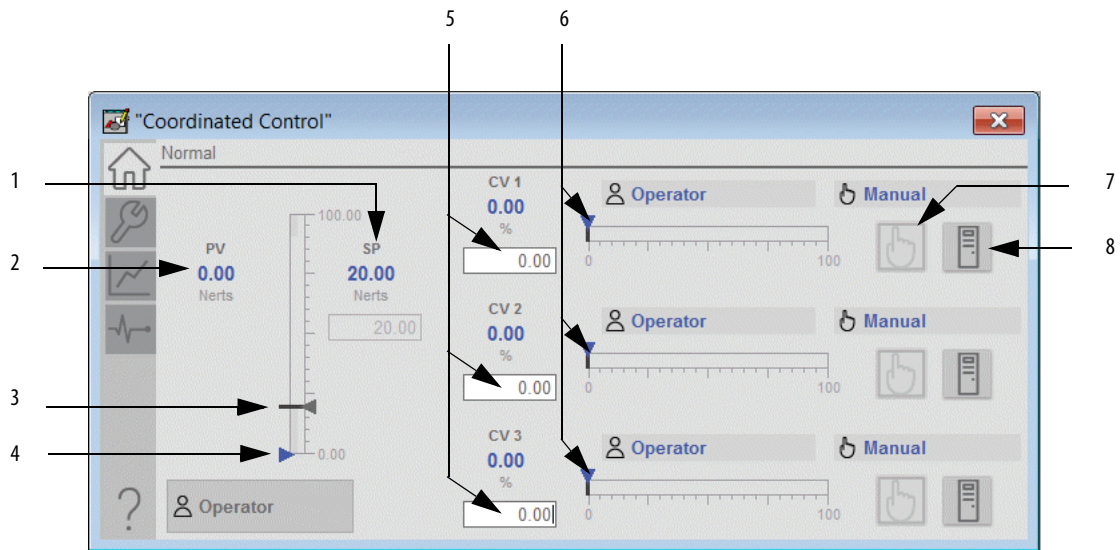 5 6
"Coordinated Control"
Normal
1
2
3
4
7
8
PV
0.00
Nerts
100.00
0.00
SP
20.00
Nerts
20.00
Operator
?
CV 1
0.00
%
0.00
Operator
Manual
0 100
CV 2
0.00
%
0.00
Operator
Manual
0 100
CV 3
0.00
%
0.00
Operator
Manual
0 100